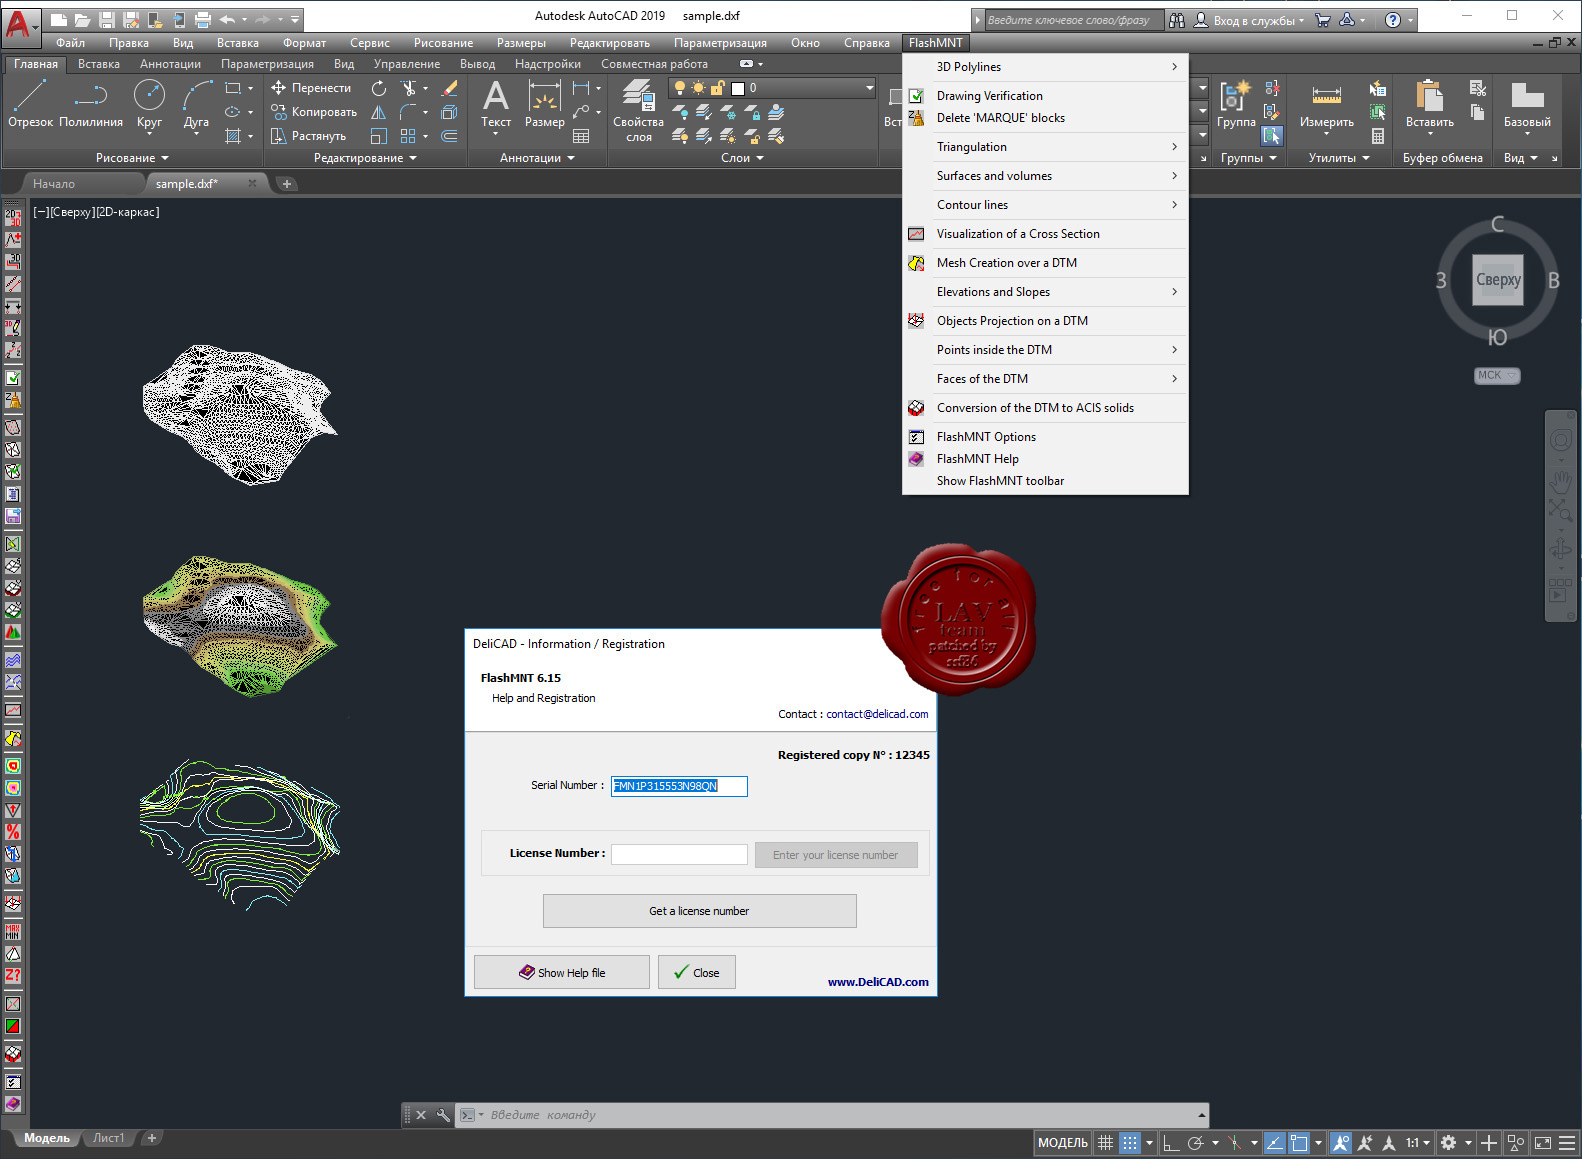 Autodesk AutoCAD 2019 sample.dxf
Введите ключевое слово/фразу
Вход в службы
Файл Правка Вид Вставка Формат Сервис Рисование Размеры Редактировать Параметризация Окно Справка FlashMNT
Главная Вставка Аннотации Параметризация Вид Управление Вывод Надстройки Совместная работа
Отрезок Полилиния Круг Дуга
Перенести
Копировать
Растянуть
Текст Размер
Свойства слоя
0
Вст
Группа
Измерить
Вставить
Базовый
Рисование Редактирование Аннотации Слои Группы Утилиты Буфер обмена Вид
Начало sample.dxf*
[−][Сверху][2D-каркас]
3D Polylines
Drawing Verification
Delete 'MARQUE' blocks
Triangulation
Surfaces and volumes
Contour lines
Visualization of a Cross Section
Mesh Creation over a DTM
Elevations and Slopes
Objects Projection on a DTM
Points inside the DTM
Faces of the DTM
Conversion of the DTM to ACIS solids
FlashMNT Options
FlashMNT Help
Show FlashMNT toolbar
С
З Сверху В
Ю
МСК
free for all
LAV
team
patched by
ssf86
DeliCAD - Information / Registration
FlashMNT 6.15
Help and Registration
Contact : contact@delicad.com
Registered copy N° : 12345
Serial Number : FMN1P315553N98QN
License Number : Enter your license number
Get a license number
Show Help file Close
www.DeliCAD.com
Введите команду
Модель Лист1
МОДЕЛЬ 1:1